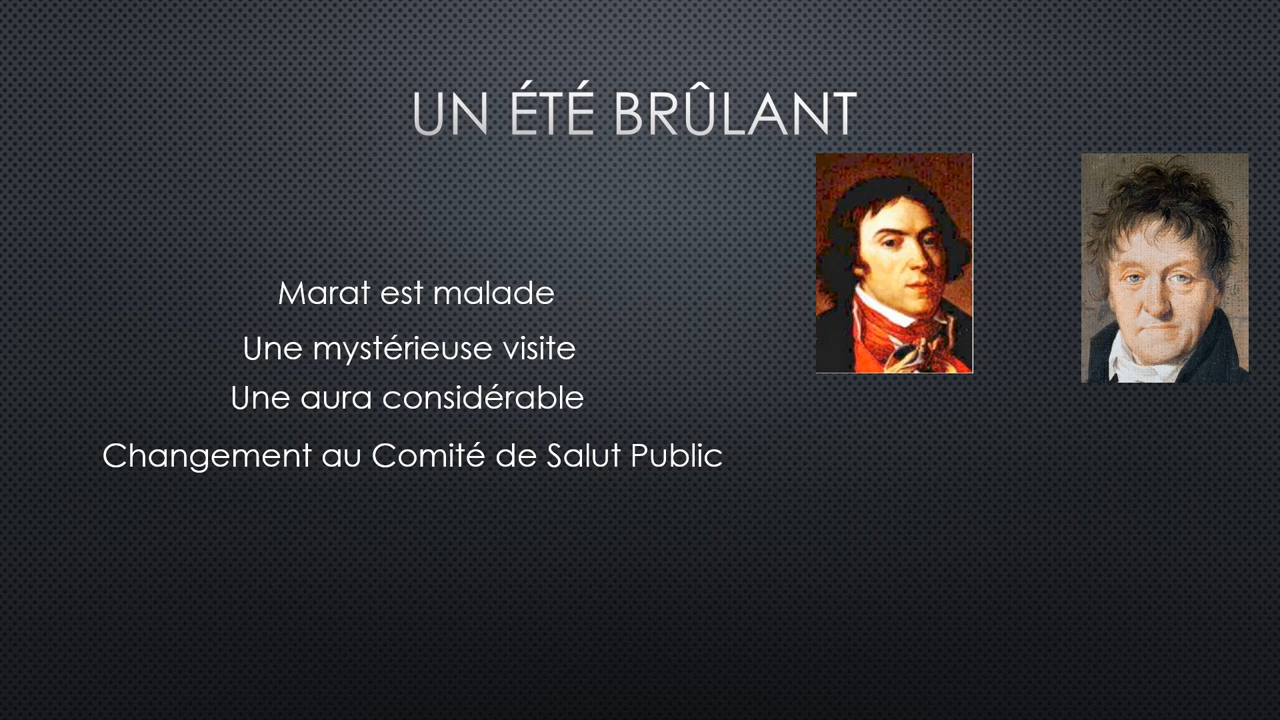 UN ÉTÉ BRÛLANT
Marat est malade
Une mystérieuse visite
Une aura considérable
Changement au Comité de Salut Public